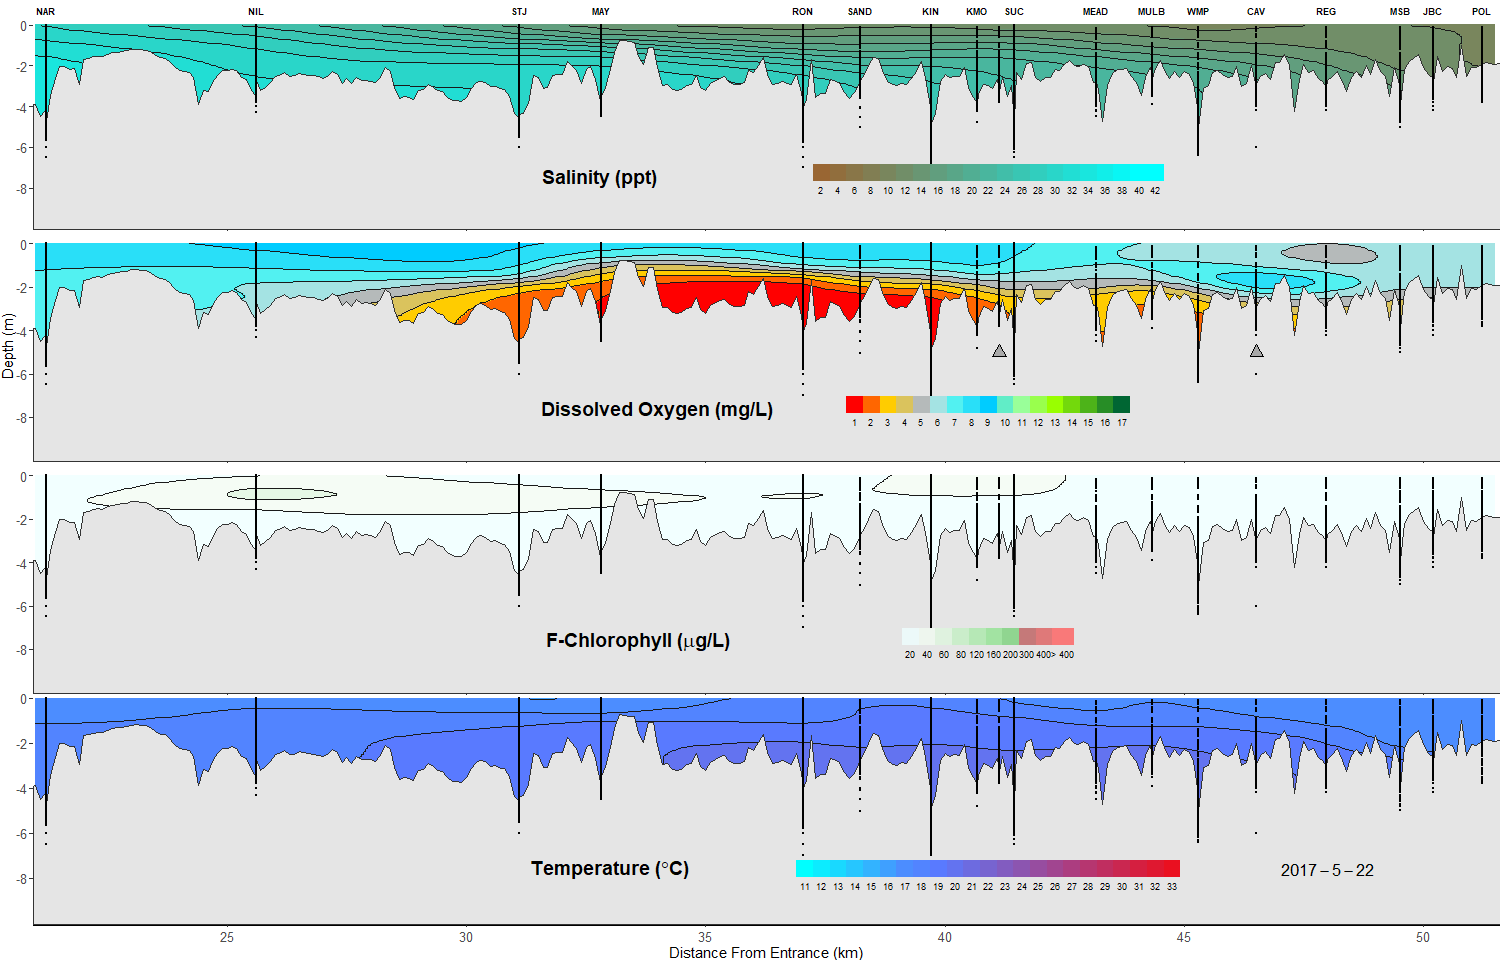 NAR NIL STJ MAY RON SAND KIN KMO SUC MEAD MULB WMP CAV REG MSB JBC POL
0
-2
-4
-6
-8
Salinity (ppt)
2 4 6 8 10 12 14 16 18 20 22 24 26 28 30 32 34 36 38 40 42
0
-2
-4
-6
-8
Depth (m)
Dissolved Oxygen (mg/L)
1 2 3 4 5 6 7 8 9 10 11 12 13 14 15 16 17
0
-2
-4
-6
-8
F-Chlorophyll (µg/L)
20 40 60 80 120 160 200 300 400> 400
0
-2
-4
-6
-8
Temperature (°C)
11 12 13 14 15 16 17 18 19 20 21 22 23 24 25 26 27 28 29 30 31 32 33
2017 – 5 – 22
25 30 35 40 45 50
Distance From Entrance (km)